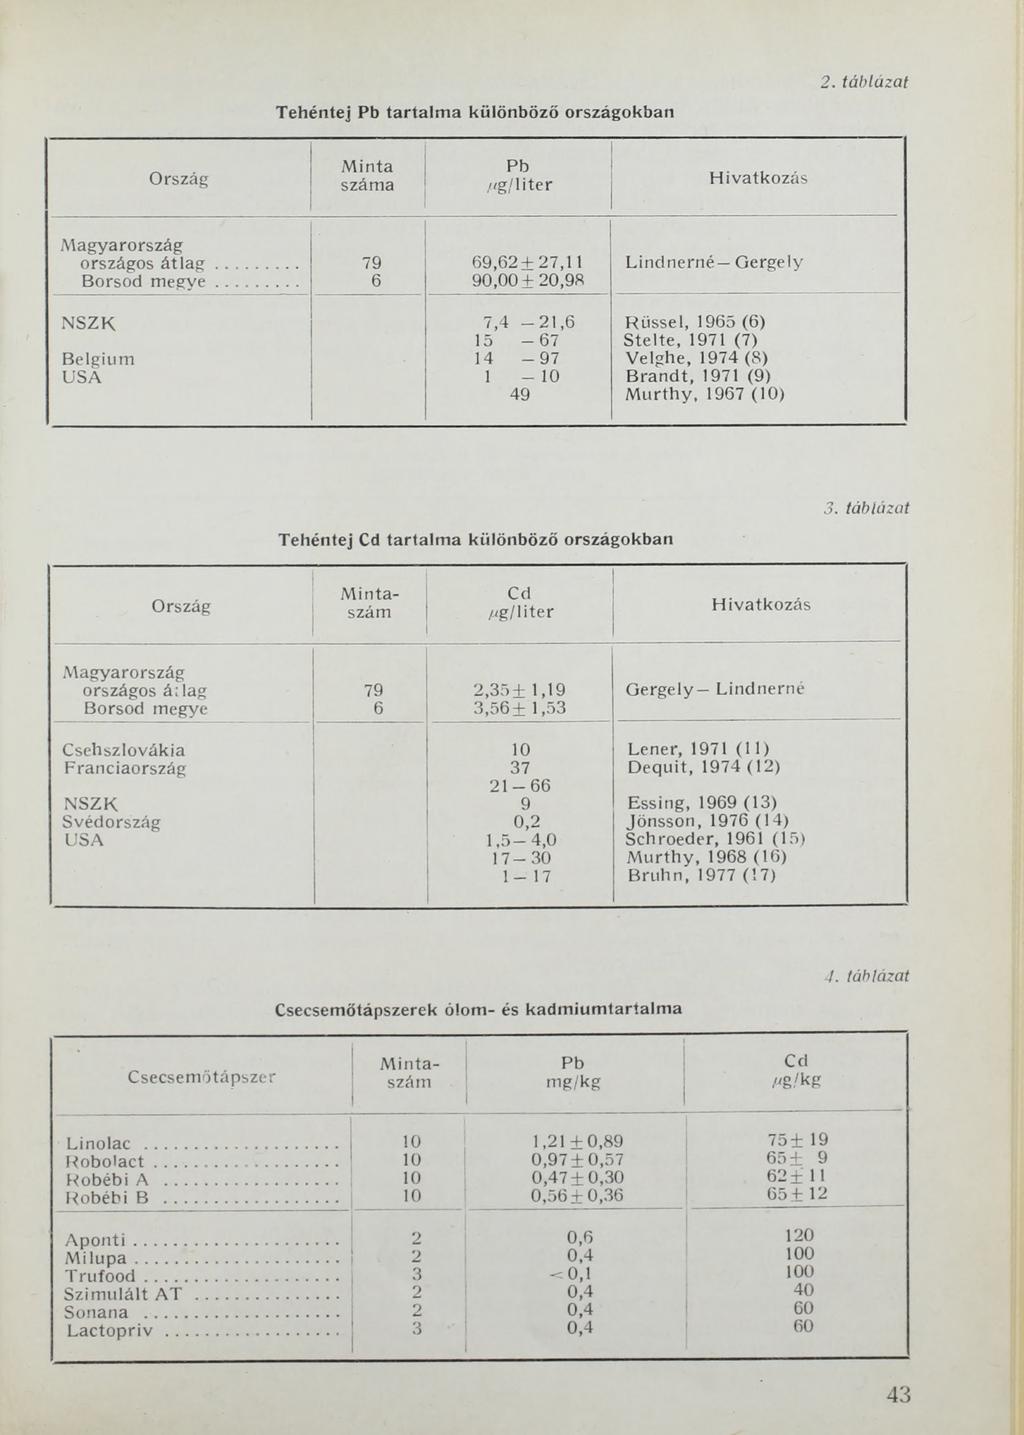 2. táblázat
Tehéntej Pb tartalma különböző országokban
Ország Minta száma Pb µg/liter Hivatkozás
Magyarország
országos átlag . . . . . . . . . 79 69,62±27,11 Lindnerné—Gergely
Borsod megye . . . . . . . . . 6 90,00±20,98
NSZK 7,4 —21,6 Rüssel, 1965 (6)
15 —67 Stelte, 1971 (7)
Belgium 14 —97 Velghe, 1974 (8)
USA 1 —10 Brandt, 1971 (9)
49 Murthy, 1967 (10)
3. táblázat
Tehéntej Cd tartalma különböző országokban
Ország Minta-szám Cd µg/liter Hivatkozás
Magyarország
országos átlag 79 2,35±1,19 Gergely—Lindnerné
Borsod megye 6 3,56±1,53
Csehszlovákia 10 Lener, 1971 (11)
Franciaország 37 Dequit, 1974 (12)
21—66
NSZK 9 Essing, 1969 (13)
Svédország 0,2 Jönsson, 1976 (14)
USA 1,5—4,0 Schroeder, 1961 (15)
17—30 Murthy, 1968 (16)
1—17 Bruhn, 1977 (17)
4. táblázat
Csecsemőtápszerek ólom- és kadmiumtartalma
Csecsemőtápszer Minta-szám Pb mg/kg Cd µg/kg
Linolac . . . . . . . . . 10 1,21±0,89 75±19
Robolact . . . . . . . . . 10 0,97±0,57 65± 9
Robébi A . . . . . . . . . 10 0,47±0,30 62±11
Robébi B . . . . . . . . . 10 0,56±0,36 65±12
Aponti . . . . . . . . . 2 0,6 120
Milupa . . . . . . . . . 2 0,4 100
Trufood . . . . . . . . . 3 <0,1 100
Szimulált AT . . . . . . . . . 2 0,4 40
Sonana . . . . . . . . . 2 0,4 60
Lactopriv . . . . . . . . . 3 0,4 60
43